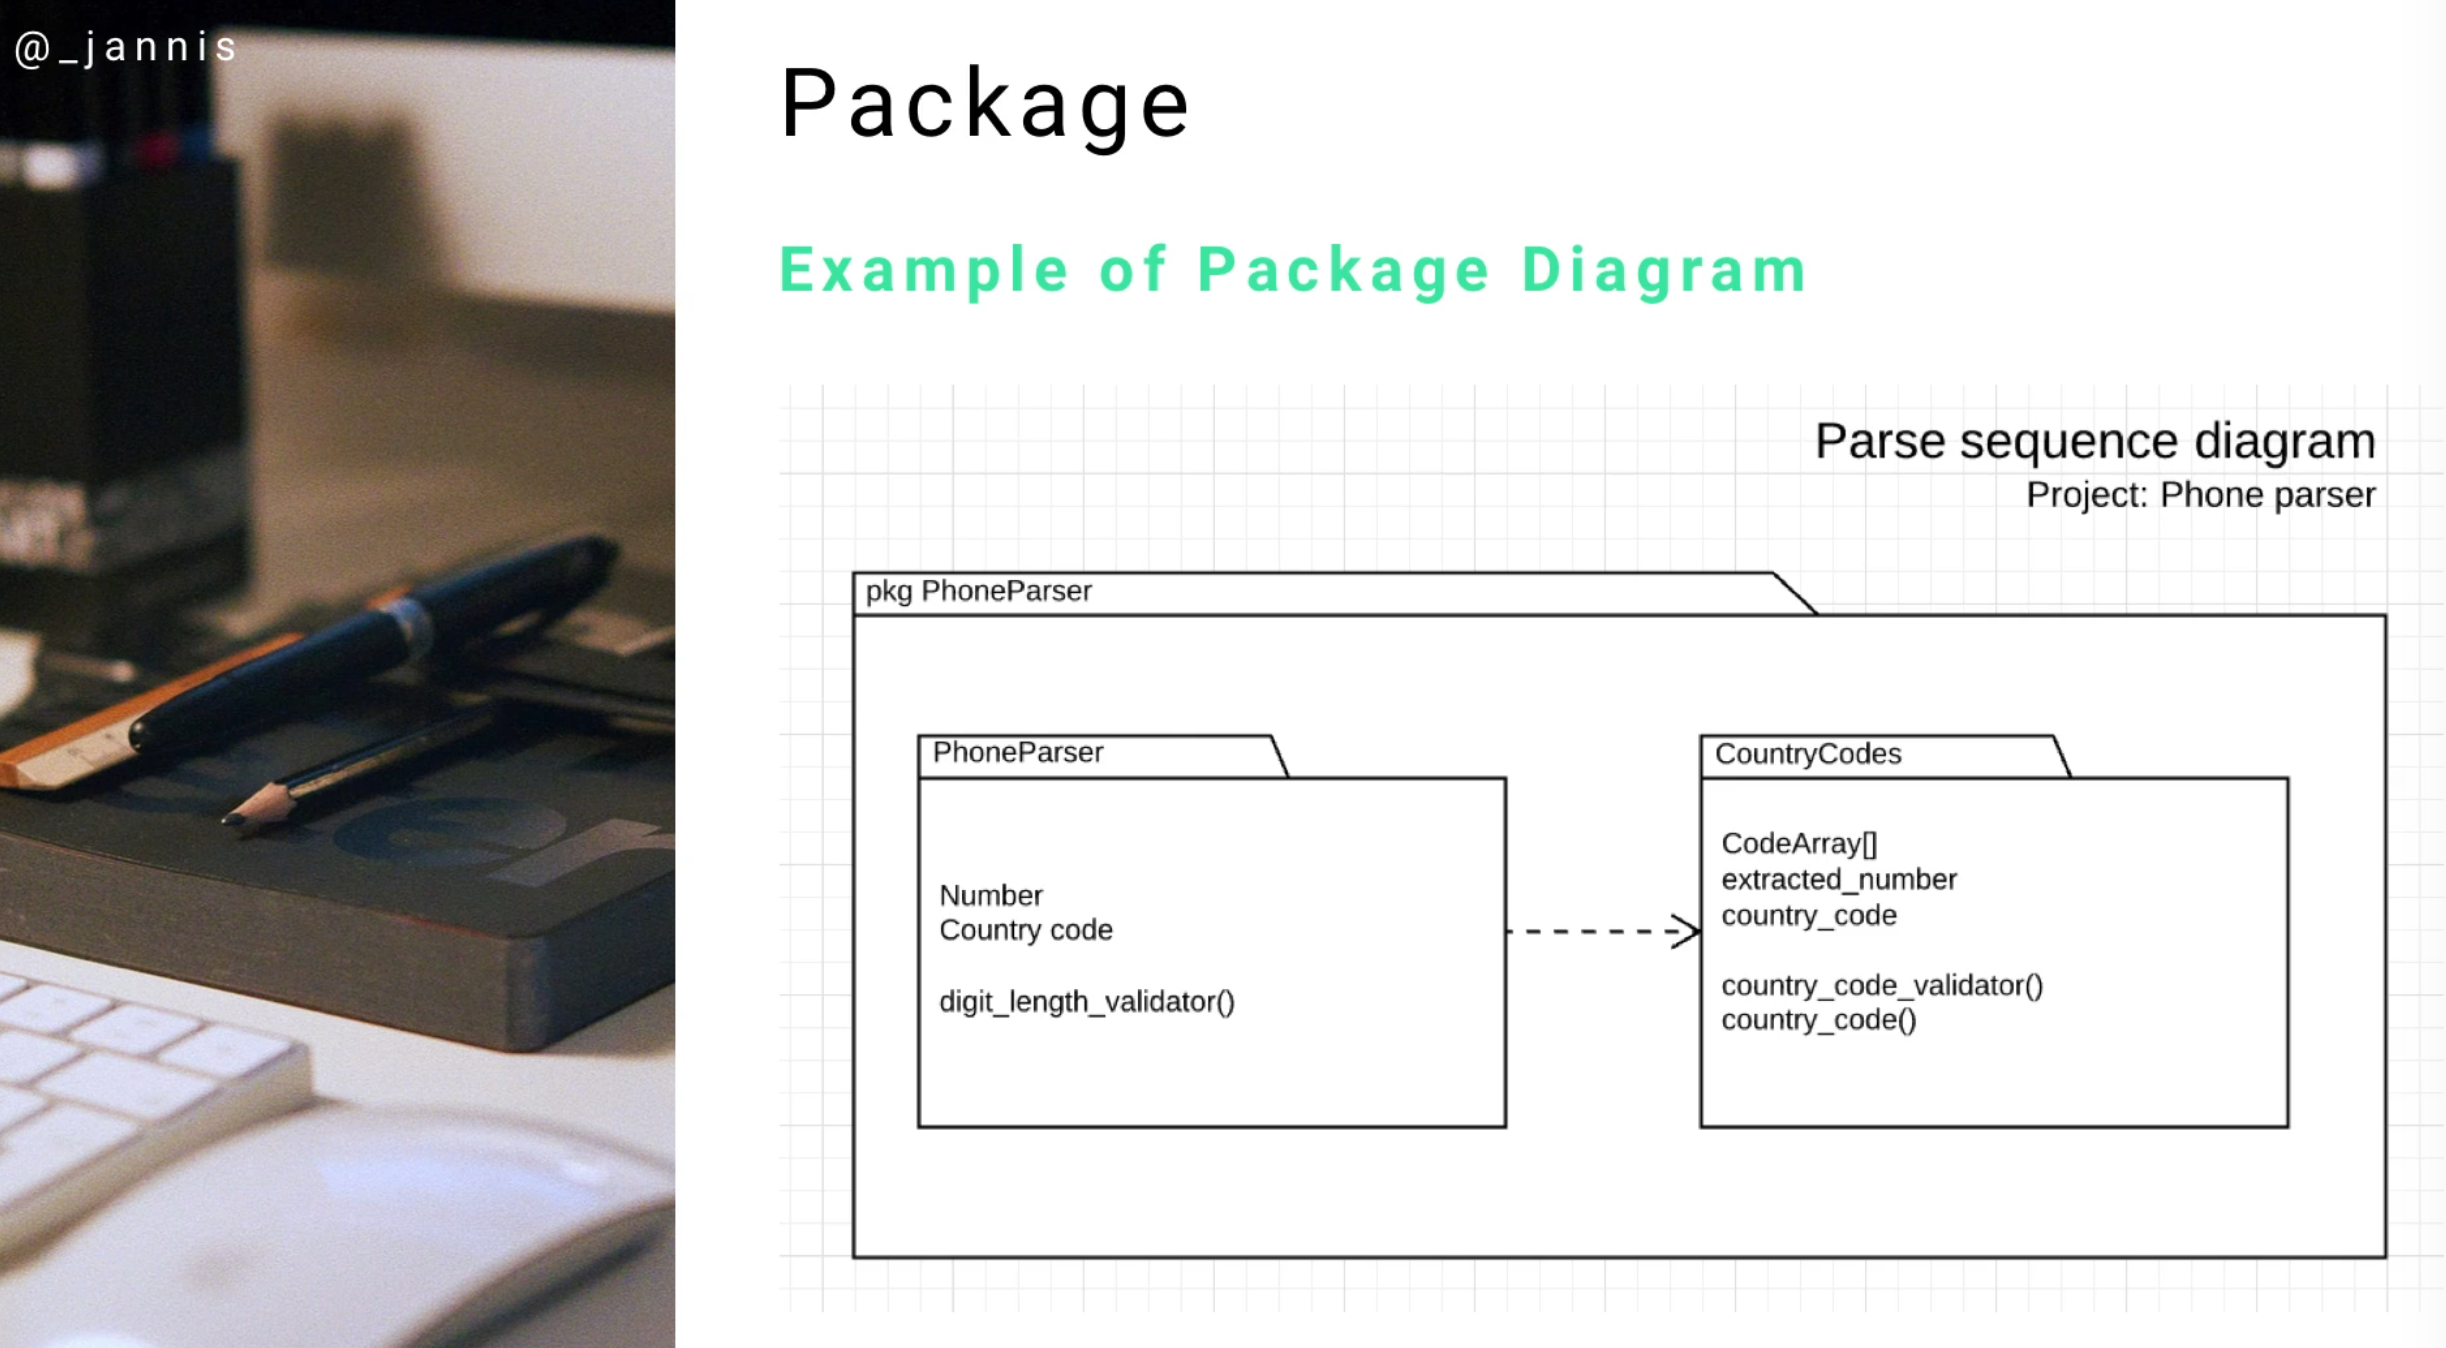 @_jannis
Package
Example of Package Diagram
Parse sequence diagram
Project: Phone parser
pkg PhoneParser
PhoneParser
Number
Country code
digit_length_validator()
CountryCodes
CodeArray[]
extracted_number
country_code
country_code_validator()
country_code()